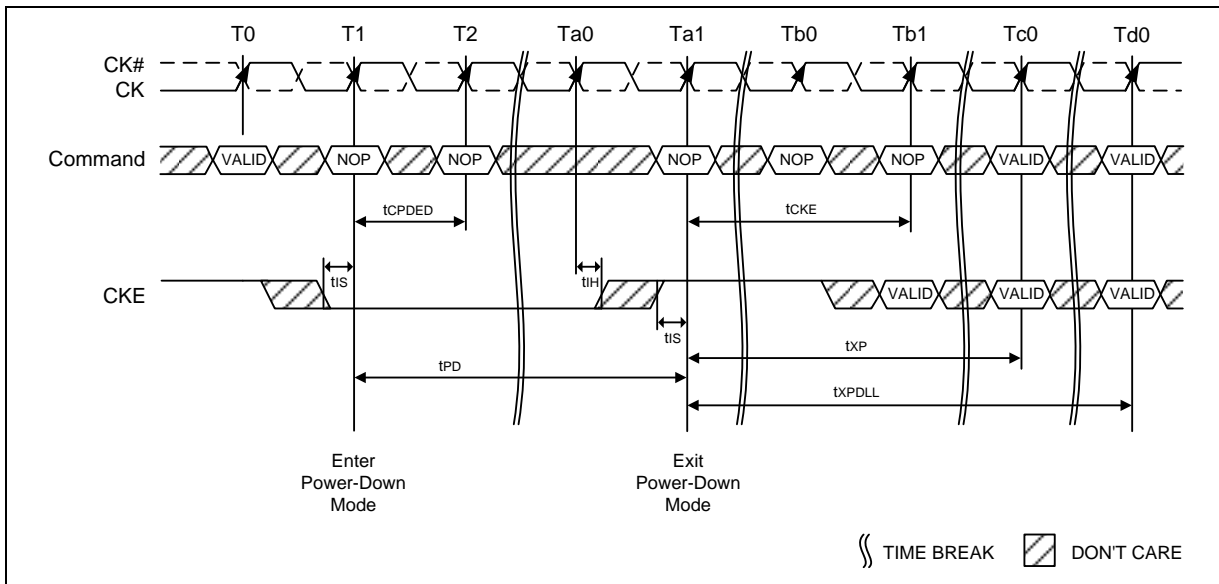 T0 T1 T2 Ta0 Ta1 Tb0 Tb1 Tc0 Td0
CK#
CK
Command VALID NOP NOP NOP NOP NOP VALID VALID
tCPDED tCKE
tIS tIH
CKE VALID VALID VALID
tIS
tXP
tPD
tXPDLL
Enter
Power-Down
Mode
Exit
Power-Down
Mode
TIME BREAK DON'T CARE